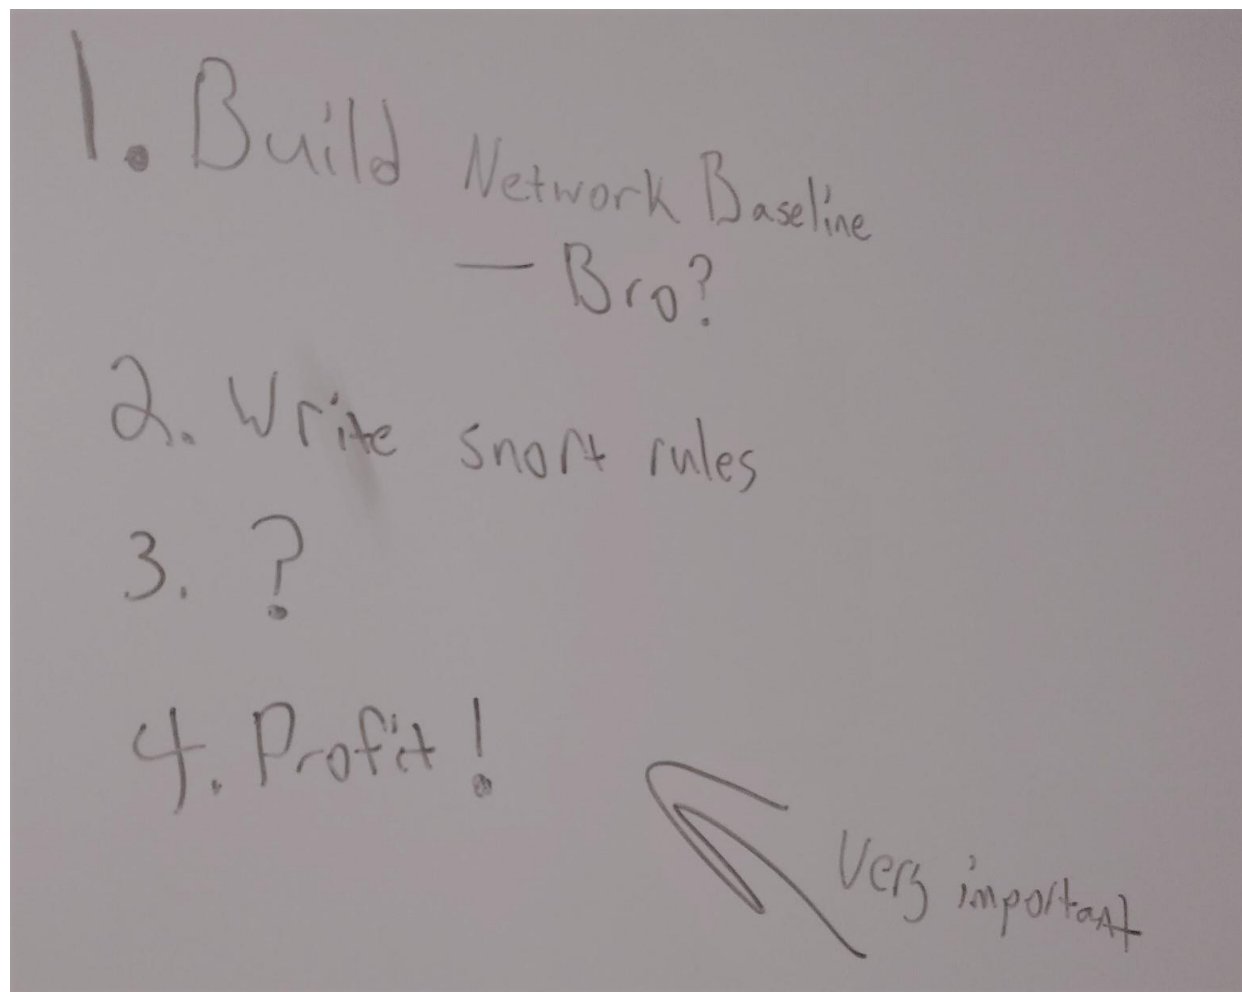 1. Build Network Baseline
— Bro?
2. Write snort rules
3. ?
4. Profit!
Very important